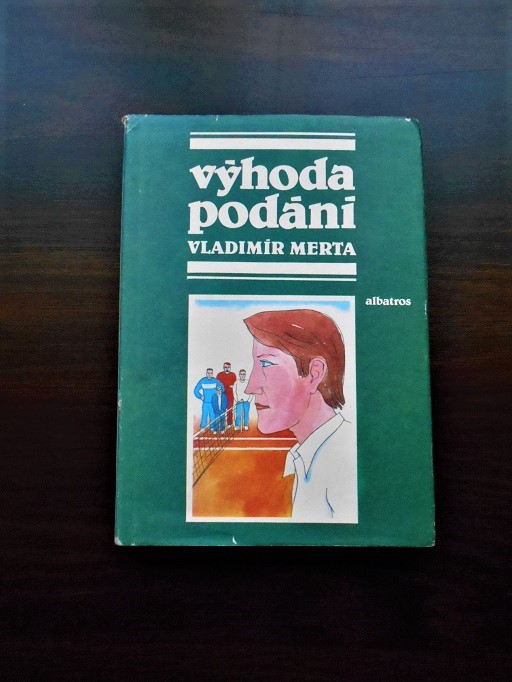 výhoda
podání
VLADIMÍR MERTA
albatros